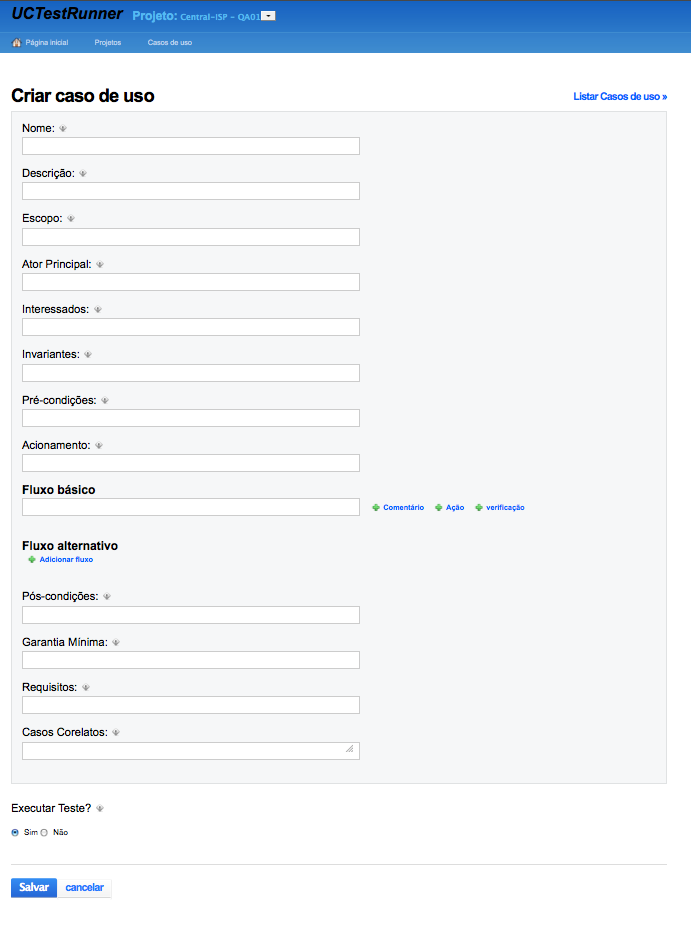 UCTestRunner Projeto: Central-ISP - QA01
Página inicial Projetos Casos de uso
Criar caso de uso Listar Casos de uso »
Nome:
Descrição:
Escopo:
Ator Principal:
Interessados:
Invariantes:
Pré-condições:
Acionamento:
Fluxo básico
Comentário Ação verificação
Fluxo alternativo
Adicionar fluxo
Pós-condições:
Garantia Mínima:
Requisitos:
Casos Corelatos:
Executar Teste?
Sim Não
Salvar cancelar